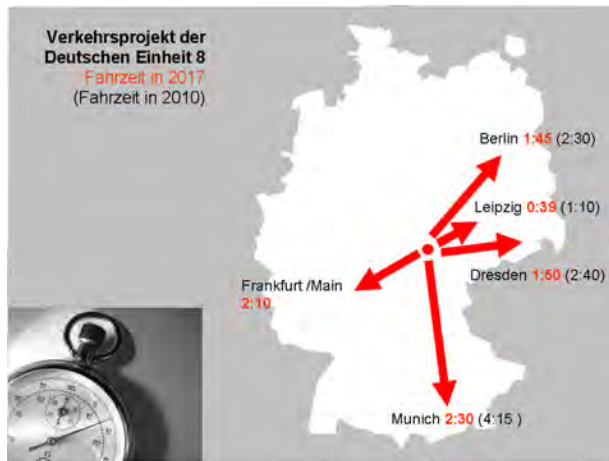 Verkehrsprojekt der
Deutschen Einheit 8
Fahrzeit in 2017
(Fahrzeit in 2010)
Berlin 1:45 (2:30)
Leipzig 0:39 (1:10)
Dresden 1:50 (2:40)
Frankfurt /Main
2:10
Munich 2:30 (4:15 )